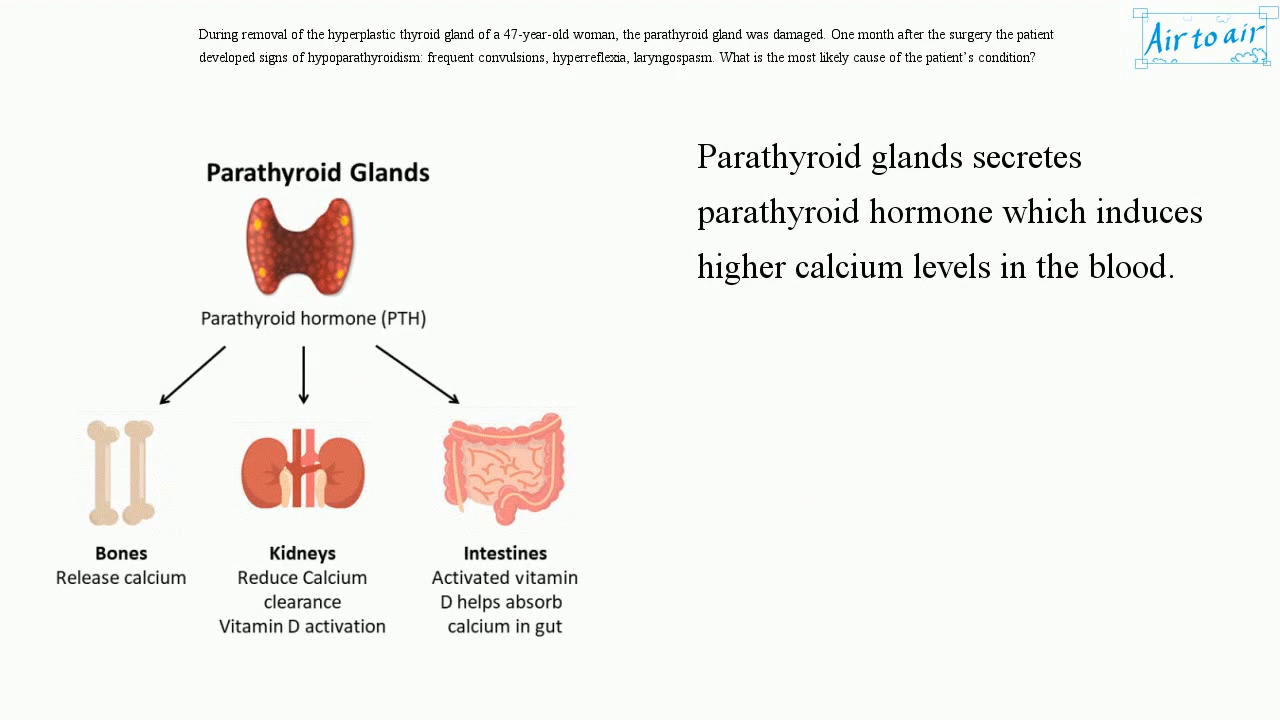 During removal of the hyperplastic thyroid gland of a 47-year-old woman, the parathyroid gland was damaged. One month after the surgery the patient
developed signs of hypoparathyroidism: frequent convulsions, hyperreflexia, laryngospasm. What is the most likely cause of the patient's condition?
Air to air
Parathyroid glands secretes
parathyroid hormone which induces
higher calcium levels in the blood.
Parathyroid Glands
Parathyroid hormone (PTH)
Bones
Release calcium
Kidneys
Reduce Calcium
clearance
Vitamin D activation
Intestines
Activated vitamin
D helps absorb
calcium in gut